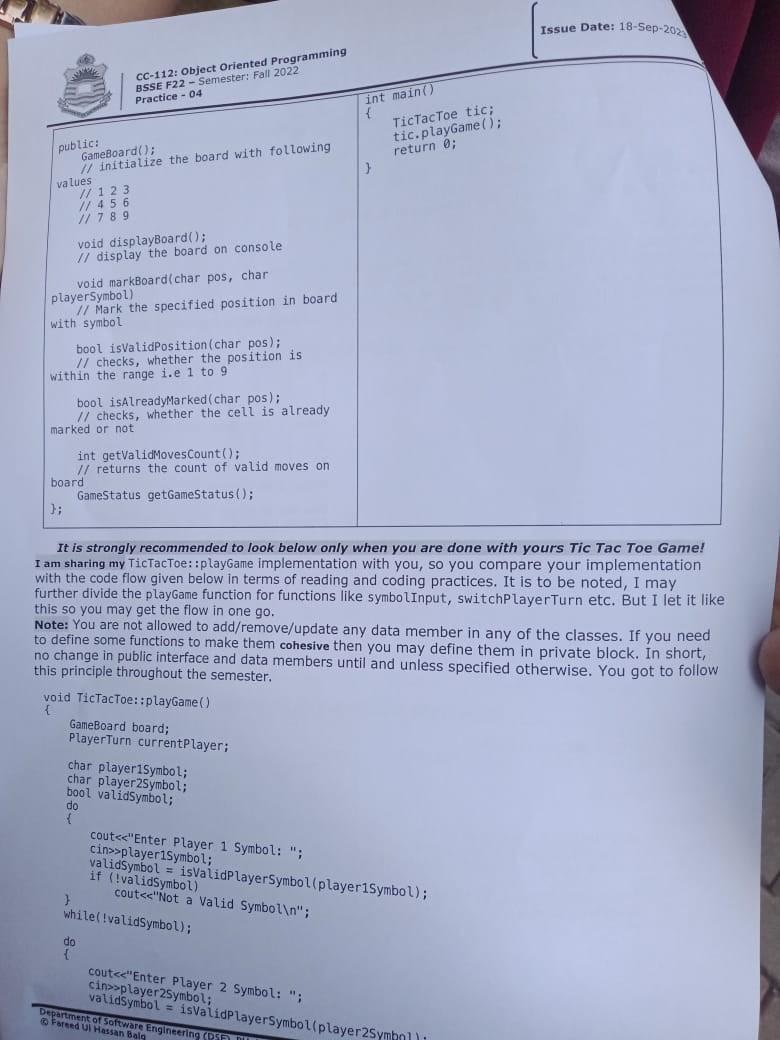 Issue Date: 18-Sep-2023
CC-112: Object Oriented Programming
BSSE F22 – Semester: Fall 2022
Practice - 04
public:
GameBoard();
// initialize the board with following
values
// 1 2 3
// 4 5 6
// 7 8 9
void displayBoard();
// display the board on console
void markBoard(char pos, char
playerSymbol)
// Mark the specified position in board
with symbol
bool isValidPosition(char pos);
// checks, whether the position is
within the range i.e 1 to 9
bool isAlreadyMarked(char pos);
// checks, whether the cell is already
marked or not
int getValidMovesCount();
// returns the count of valid moves on
board
GameStatus getGameStatus();
};
int main()
{
TicTacToe tic;
tic.playGame();
return 0;
}
It is strongly recommended to look below only when you are done with yours Tic Tac Toe Game!
I am sharing my TicTacToe::playGame implementation with you, so you compare your implementation
with the code flow given below in terms of reading and coding practices. It is to be noted, I may
further divide the playGame function for functions like symbolInput, switchPlayerTurn etc. But I let it like
this so you may get the flow in one go.
Note: You are not allowed to add/remove/update any data member in any of the classes. If you need
to define some functions to make them cohesive then you may define them in private block. In short,
no change in public interface and data members until and unless specified otherwise. You got to follow
this principle throughout the semester.
void TicTacToe::playGame()
{
GameBoard board;
PlayerTurn currentPlayer;
char player1Symbol;
char player2Symbol;
bool validSymbol;
do
{
cout<<"Enter Player 1 Symbol: ";
cin>>player1Symbol;
validSymbol = isValidPlayerSymbol(player1Symbol);
if (!validSymbol)
cout<<"Not a Valid Symbol\n";
}
while(!validSymbol);
do
{
cout<<"Enter Player 2 Symbol: ";
cin>>player2Symbol;
validSymbol = isValidPlayerSymbol(player2Symbol);
Department of Software Engineering (DSE)
© Fareed Ul Hassan Baig